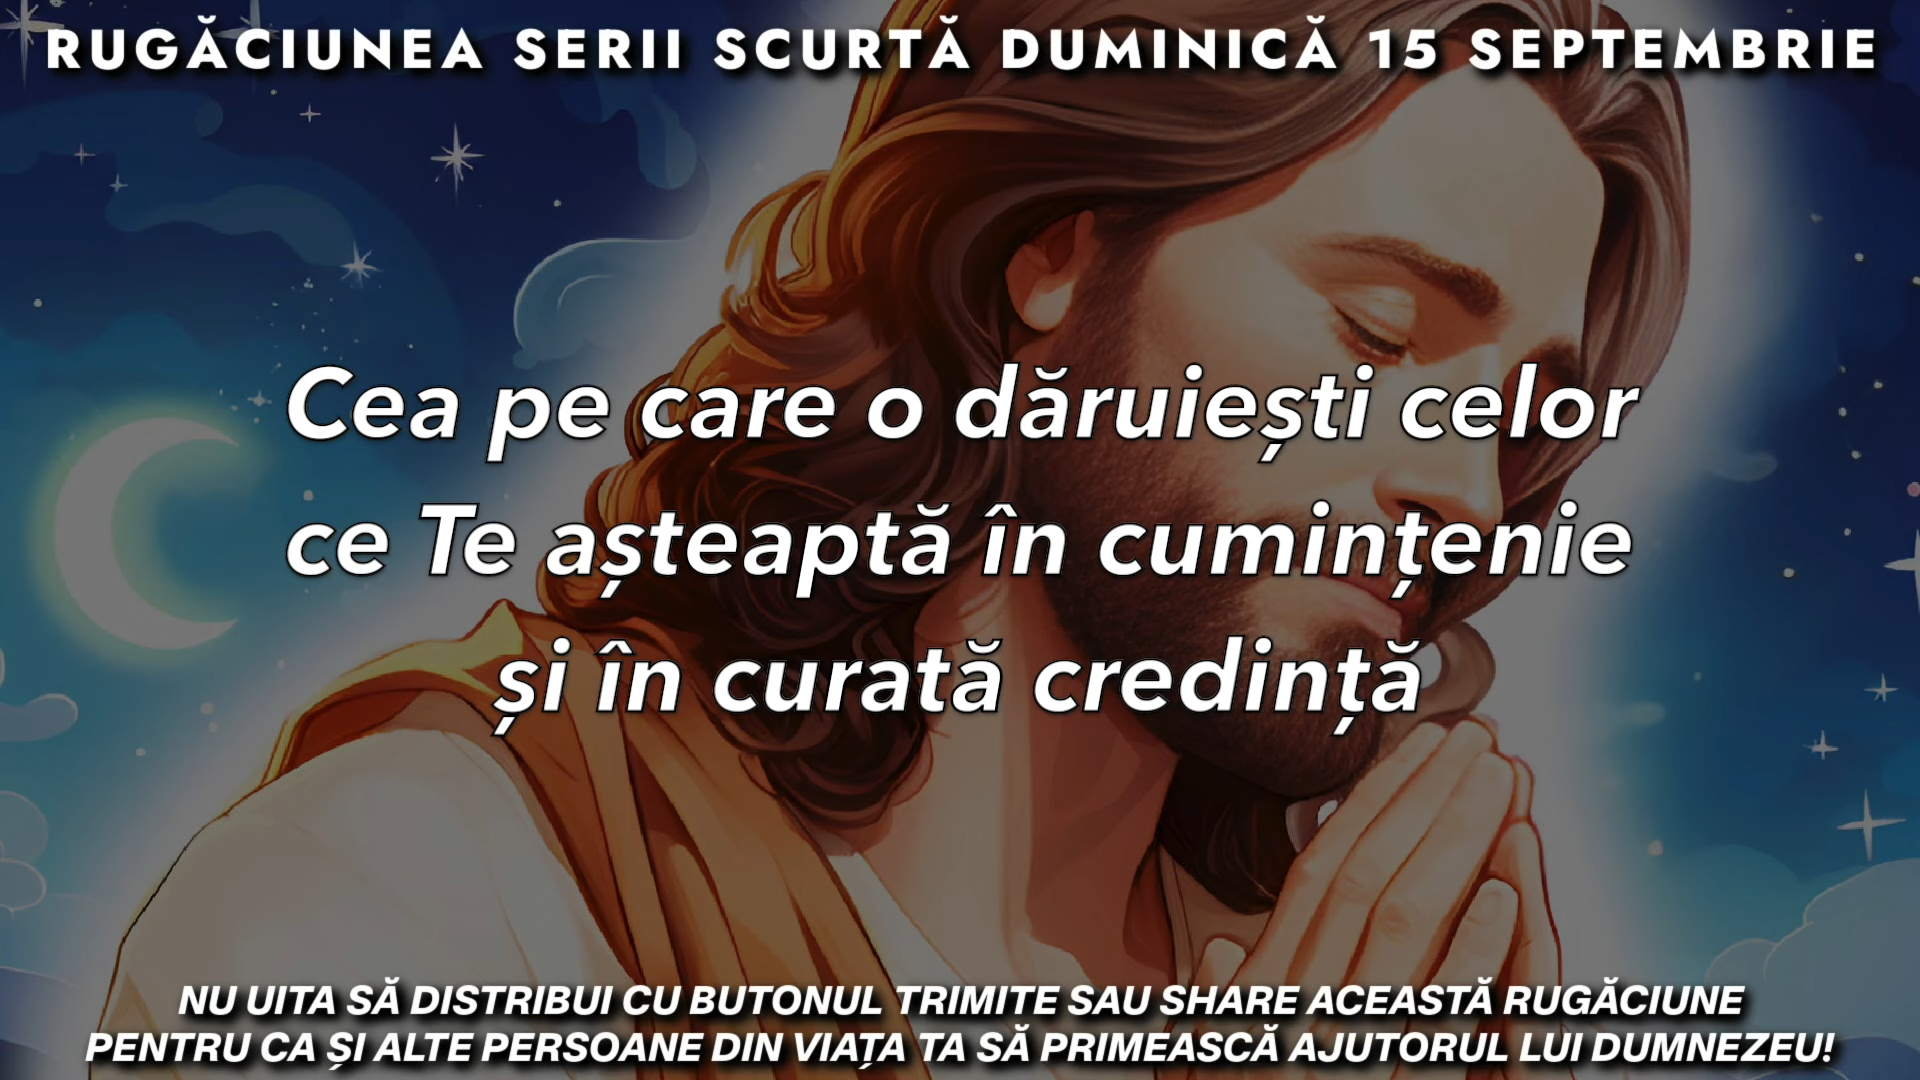 RUGĂCIUNEA SERII SCURTĂ DUMINICĂ 15 SEPTEMBRIE
Cea pe care o dăruiești celor
ce Te așteaptă în cumințenie
și în curată credință
NU UITA SĂ DISTRIBUI CU BUTONUL TRIMITE SAU SHARE ACEASTĂ RUGĂCIUNE
PENTRU CA ȘI ALTE PERSOANE DIN VIAȚA TA SĂ PRIMEASCĂ AJUTORUL LUI DUMNEZEU!